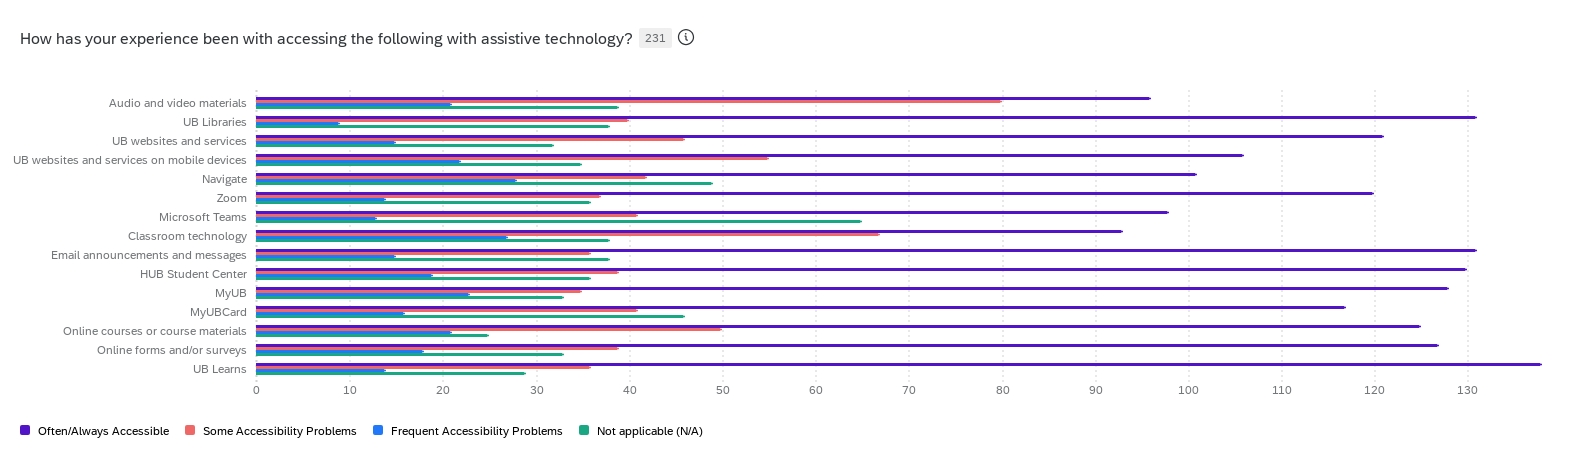 How has your experience been with accessing the following with assistive technology? 231
Audio and video materials
UB Libraries
UB websites and services
UB websites and services on mobile devices
Navigate
Zoom
Microsoft Teams
Classroom technology
Email announcements and messages
HUB Student Center
MyUB
MyUBCard
Online courses or course materials
Online forms and/or surveys
UB Learns
0 10 20 30 40 50 60 70 80 90 100 110 120 130
Often/Always Accessible Some Accessibility Problems Frequent Accessibility Problems Not applicable (N/A)